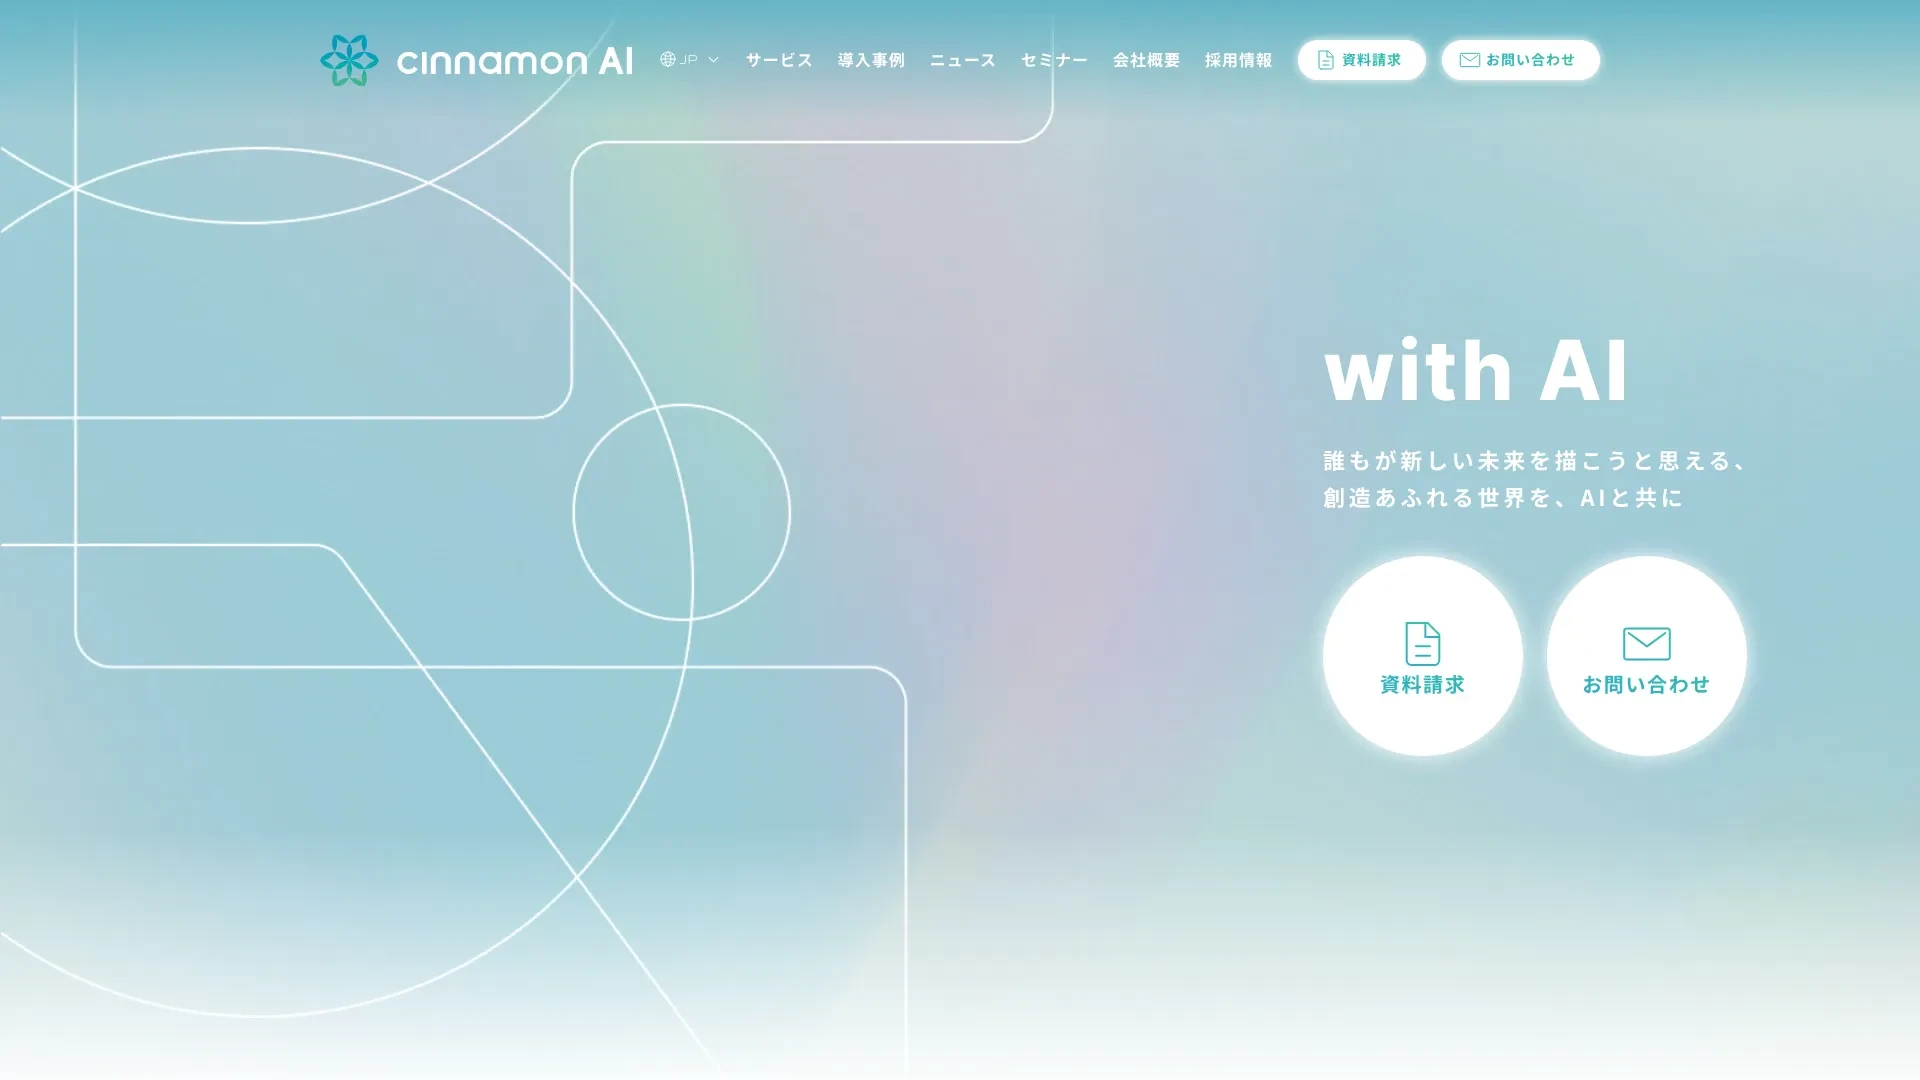 cinnamon AI
JP
サービス
導入事例
ニュース
セミナー
会社概要
採用情報
資料請求
お問い合わせ
with AI
誰もが新しい未来を描こうと思える、
創造あふれる世界を、AIと共に
資料請求
お問い合わせ